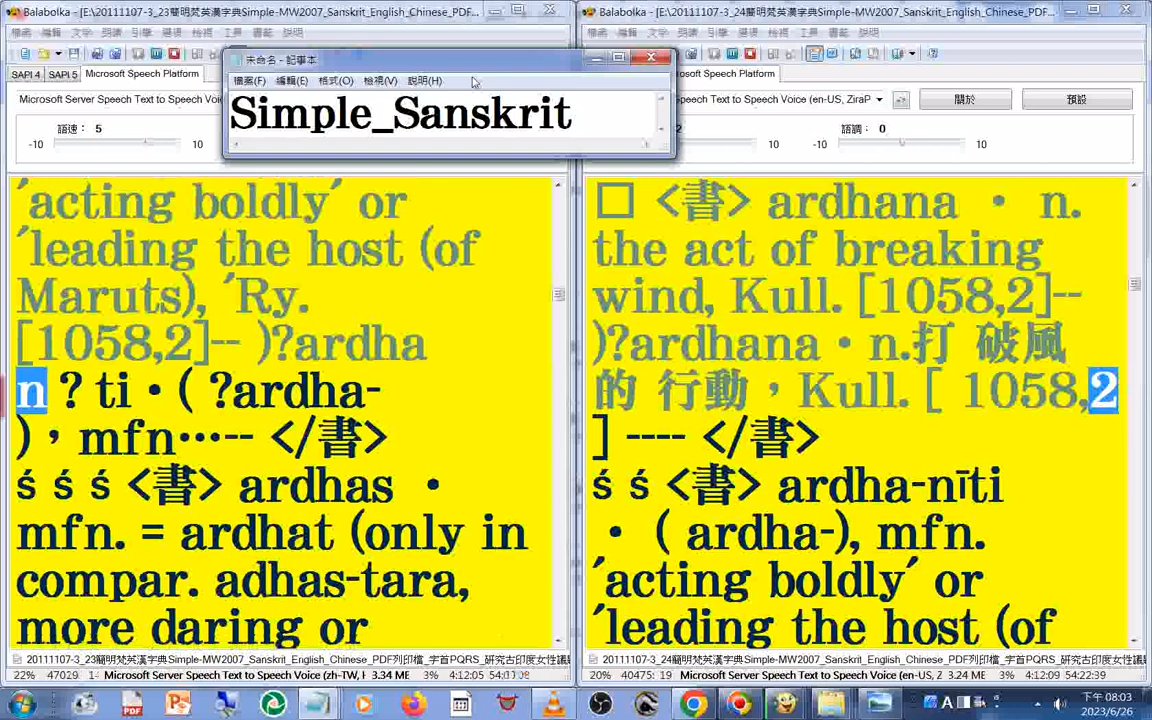 Balabolka - [E:\20111107-3_23簡明梵英漢字典Simple-MW2007_Sanskrit_English_Chinese_PDF...
Balabolka - [E:\20111107-3_24簡明梵英漢字典Simple-MW2007_Sanskrit_English_Chinese_PDF...
未命名 - 記事本
檔案(F) 編輯(E) 格式(O) 檢視(V) 說明(H)
Simple_Sanskrit
SAPI 4 SAPI 5 Microsoft Speech Platform
Speech Platform
Microsoft Server Speech Text to Speech Voi
Speech Text to Speech Voice (en-US, ZiraP
關於
預設
語速： 5
-10 10
2
10
語調： 0
-10 10
´acting boldly´ or
´leading the host (of
Maruts), ´Ry.
[1058,2]-- )?ardha
n ? ti•( ?ardha-
)，mfn…-- </書>
ś ś ś <書> ardhas •
mfn. = ardhat (only in
compar. adhas-tara,
more daring or
□ <書> ardhana • n.
the act of breaking
wind, Kull. [1058,2]--
)?ardhana•n.打 破風
的 行動，Kull. [ 1058,2
] ---- </書>
ś ś <書> ardha-nīti
• ( ardha-), mfn.
´acting boldly´ or
´leading the host (of
20111107-3_23簡明梵英漢字典Simple-MW2007_Sanskrit_English_Chinese_PDF列印檔_字首PQRS_研究古印度女性議
20111107-3_24簡明梵英漢字典Simple-MW2007_Sanskrit_English_Chinese_PDF列印檔_字首PQRS_研究古印度女性議
22% 47029 Microsoft Server Speech Text to Speech Voice (zh-TW, 3.34 MB 3% 4:12:05
20% 40475: Microsoft Server Speech Text to Speech Voice (en-US, 3.24 MB 3% 4:12:09 54:22:39
下午 08:03
2023/6/26